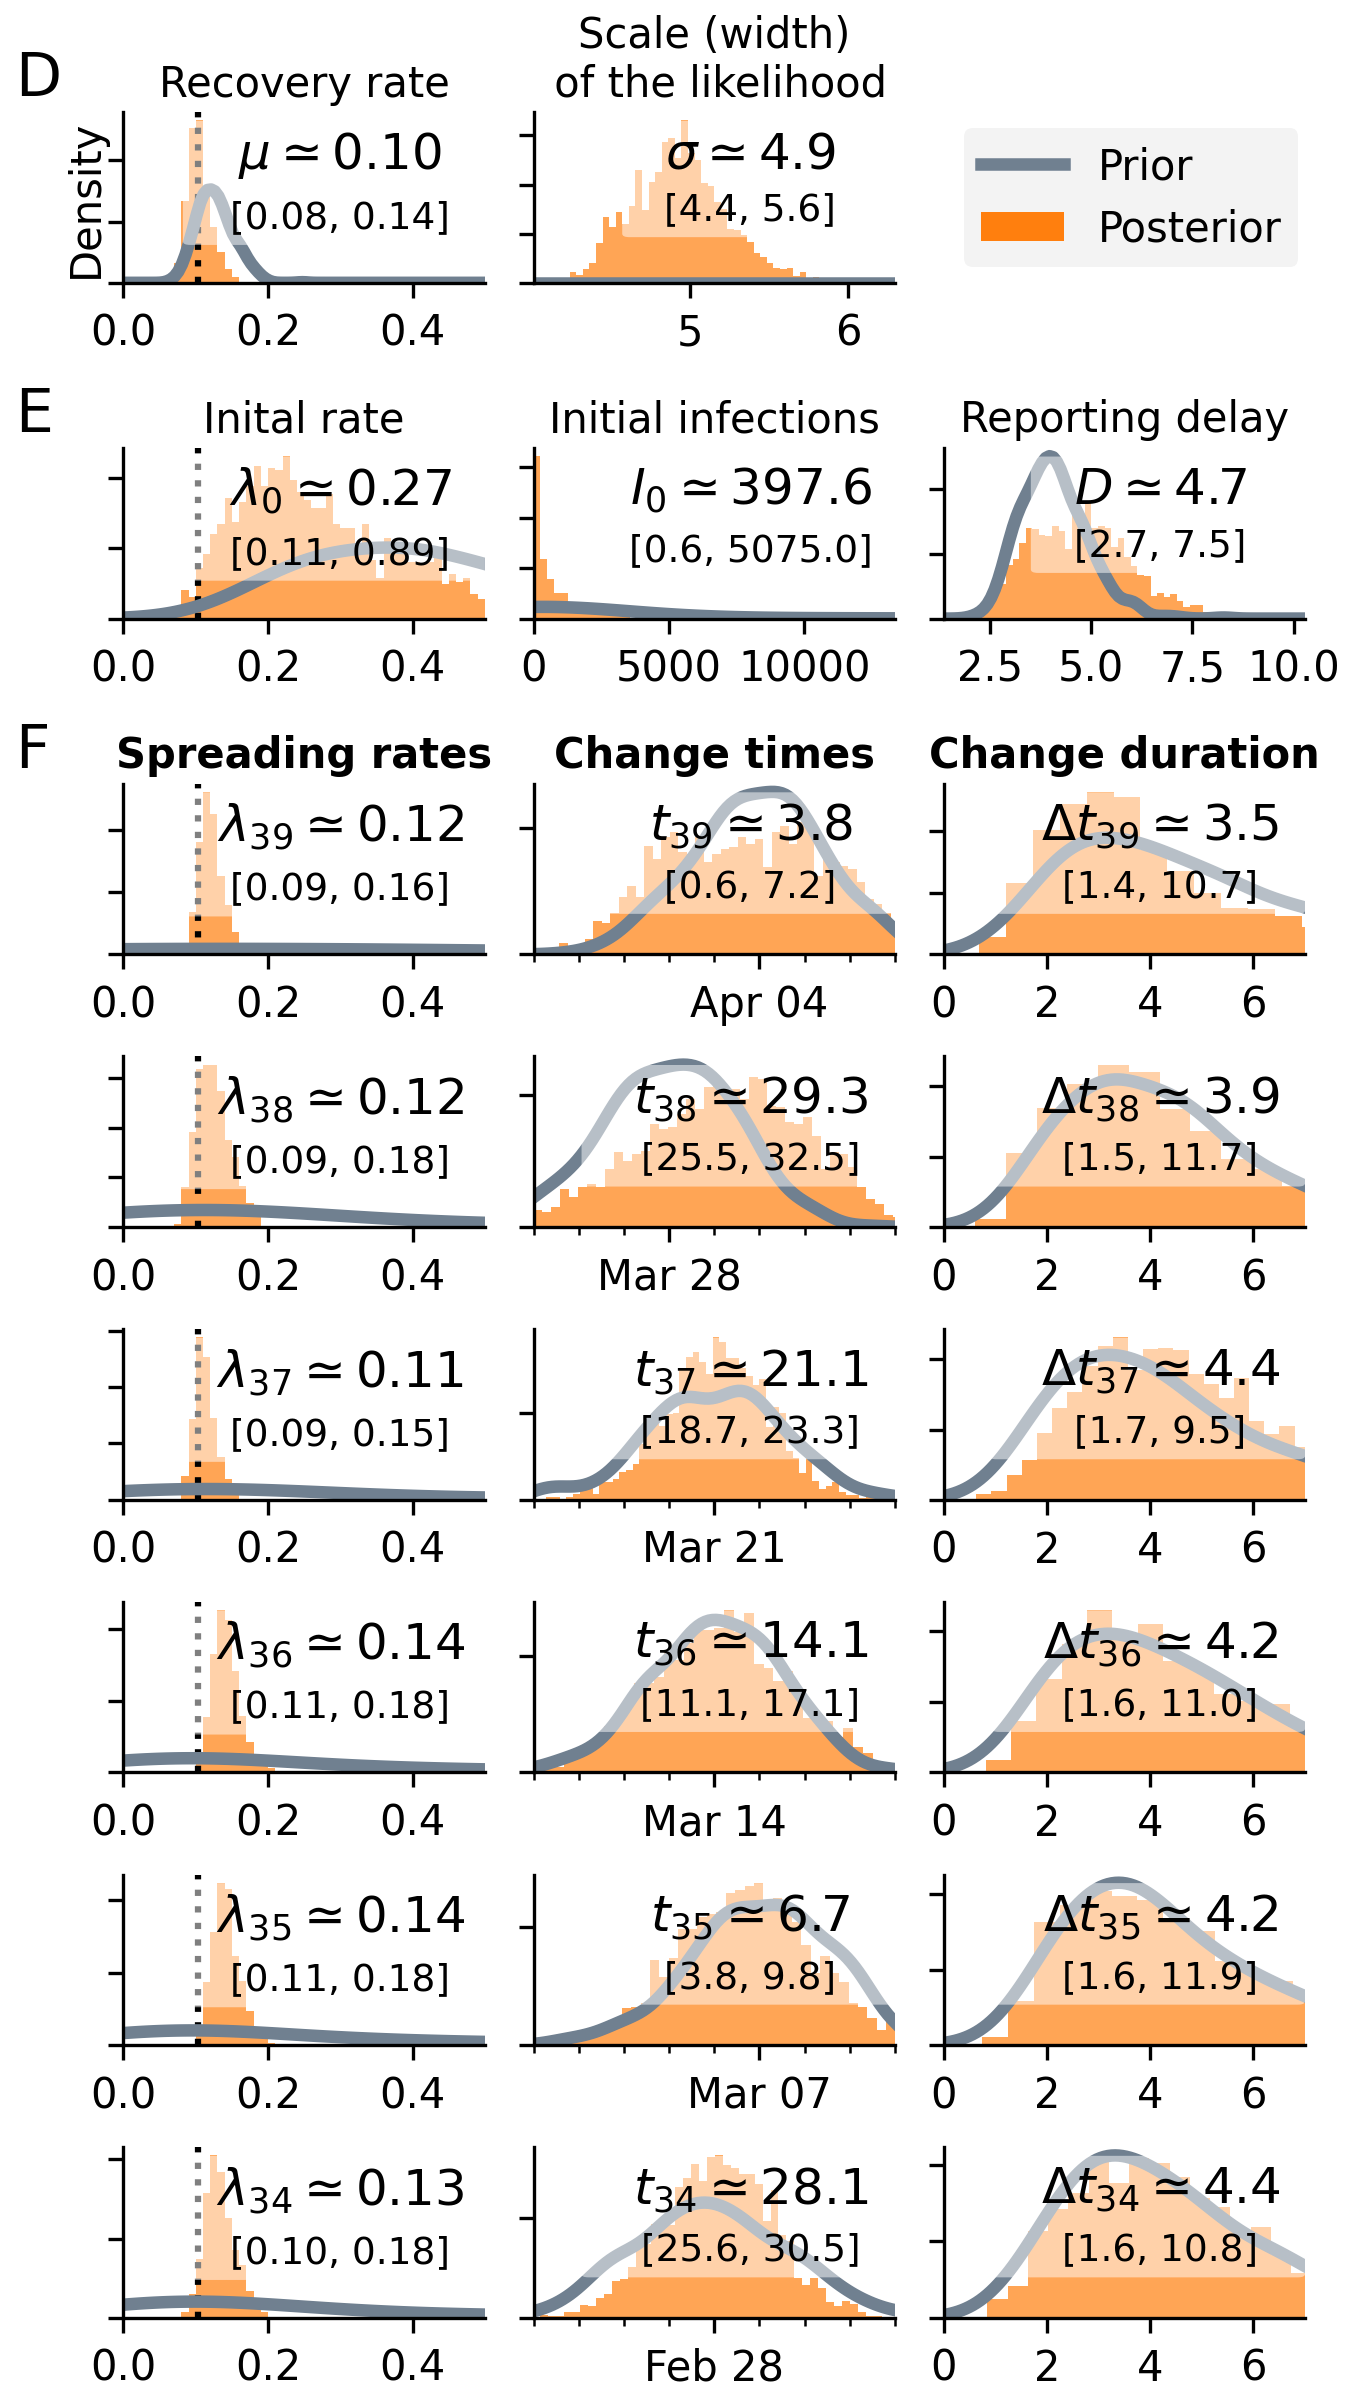 D
Recovery rate
Scale (width)
of the likelihood
Density
μ ≃ 0.10
[0.08, 0.14]
0.0 0.2 0.4
σ ≃ 4.9
[4.4, 5.6]
5 6
Prior
Posterior
E
Inital rate
λ0 ≃ 0.27
[0.11, 0.89]
0.0 0.2 0.4
Initial infections
I0 ≃ 397.6
[0.6, 5075.0]
0 5000 10000
Reporting delay
D ≃ 4.7
[2.7, 7.5]
2.5 5.0 7.5 10.0
F
Spreading rates
Change times
Change duration
λ39 ≃ 0.12
[0.09, 0.16]
0.0 0.2 0.4
t39 ≃ 3.8
[0.6, 7.2]
Apr 04
Δt39 ≃ 3.5
[1.4, 10.7]
0 2 4 6
λ38 ≃ 0.12
[0.09, 0.18]
0.0 0.2 0.4
t38 ≃ 29.3
[25.5, 32.5]
Mar 28
Δt38 ≃ 3.9
[1.5, 11.7]
0 2 4 6
λ37 ≃ 0.11
[0.09, 0.15]
0.0 0.2 0.4
t37 ≃ 21.1
[18.7, 23.3]
Mar 21
Δt37 ≃ 4.4
[1.7, 9.5]
0 2 4 6
λ36 ≃ 0.14
[0.11, 0.18]
0.0 0.2 0.4
t36 ≃ 14.1
[11.1, 17.1]
Mar 14
Δt36 ≃ 4.2
[1.6, 11.0]
0 2 4 6
λ35 ≃ 0.14
[0.11, 0.18]
0.0 0.2 0.4
t35 ≃ 6.7
[3.8, 9.8]
Mar 07
Δt35 ≃ 4.2
[1.6, 11.9]
0 2 4 6
λ34 ≃ 0.13
[0.10, 0.18]
0.0 0.2 0.4
t34 ≃ 28.1
[25.6, 30.5]
Feb 28
Δt34 ≃ 4.4
[1.6, 10.8]
0 2 4 6